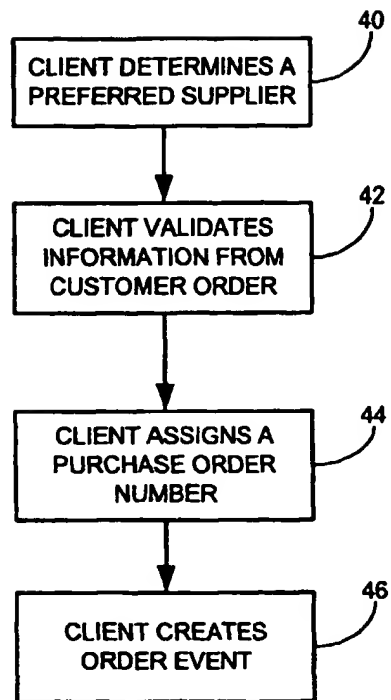 40
CLIENT DETERMINES A
PREFERRED SUPPLIER
42
CLIENT VALIDATES
INFORMATION FROM
CUSTOMER ORDER
44
CLIENT ASSIGNS A
PURCHASE ORDER
NUMBER
46
CLIENT CREATES
ORDER EVENT